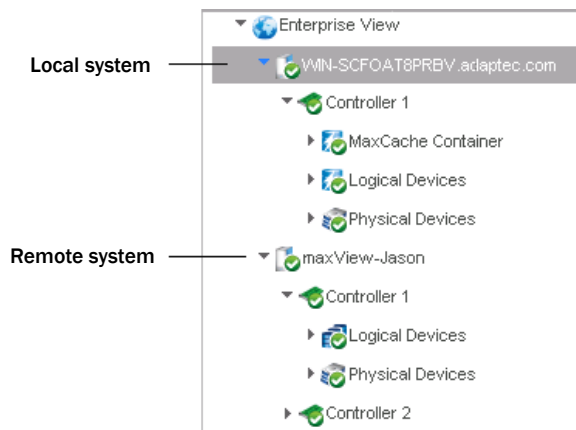 Enterprise View
Local system
WIN-SCFOAT8PRBV.adaptec.com
Controller 1
MaxCache Container
Logical Devices
Physical Devices
Remote system
maxView-Jason
Controller 1
Logical Devices
Physical Devices
Controller 2